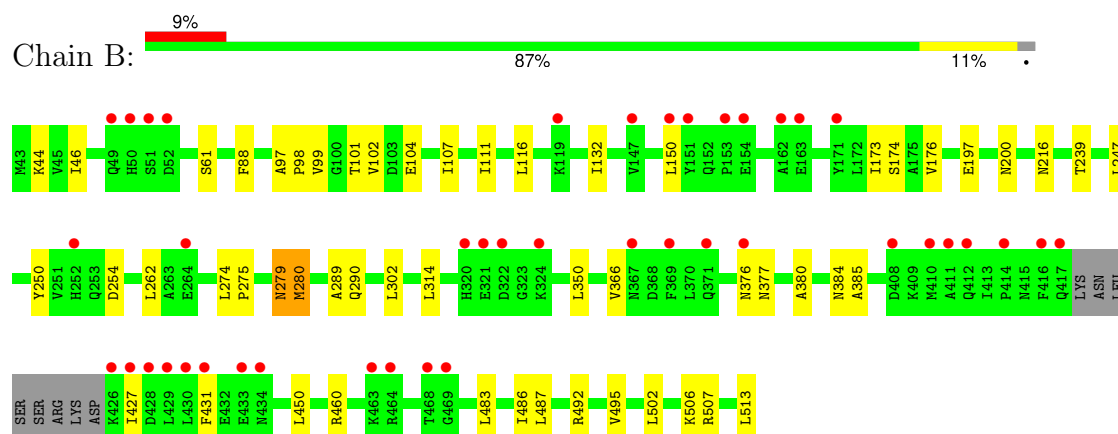 9%
Chain B:
87% 11% •
M43 K44 V45 I46 Q49 H50 S51 D52 S61 F88 A97 P98 V99 G100 T101 V102 D103 E104 I107 I111 L116 K119 I132 V147 L150 Y151 Q152 P153 E154 A162 E163 Y171 L172 I173 S174 A175 V176 E197 N200 N216 T239 L247
Y250 V251 H252 Q253 D254 L262 A263 E264 L274 P275 N279 M280 A289 Q290 L302 L314 H320 E321 D322 G323 K324 L350 V366 N367 D368 F369 L370 Q371 N376 N377 A380 N384 A385 D408 K409 M410 A411 Q412 I413 P414 N415 F416 Q417 LYS ASN LEU
SER SER ARG LYS ASP K426 I427 D428 L429 L430 F431 E432 E433 N434 L450 R460 K463 R464 T468 G469 L483 I486 L487 R492 V495 L502 K506 R507 L513